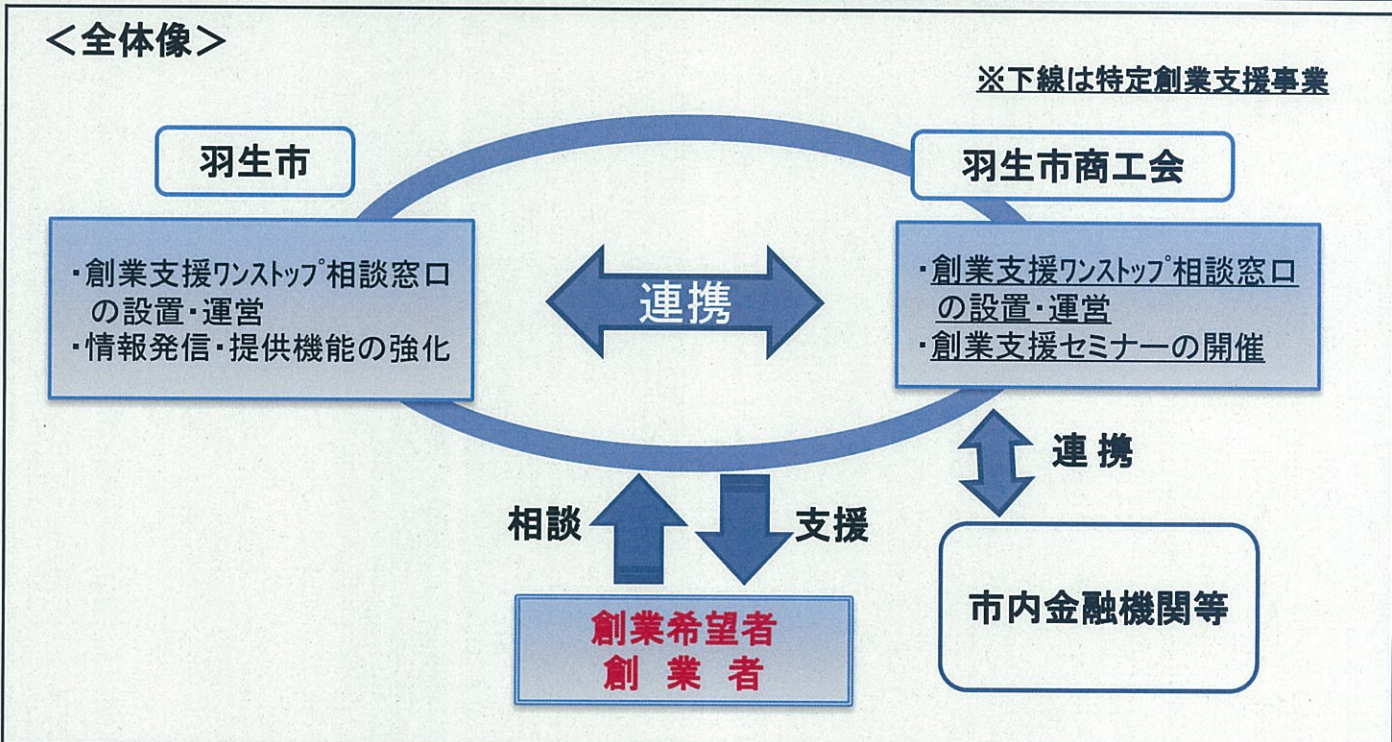 ＜全体像＞
※下線は特定創業支援事業
羽生市
・創業支援ﾜﾝｽﾄｯﾌﾟ相談窓口
の設置・運営
・情報発信・提供機能の強化
連携
羽生市商工会
・創業支援ﾜﾝｽﾄｯﾌﾟ相談窓口
の設置・運営
・創業支援セミナーの開催
連携
市内金融機関等
相談
支援
創業希望者
創業者